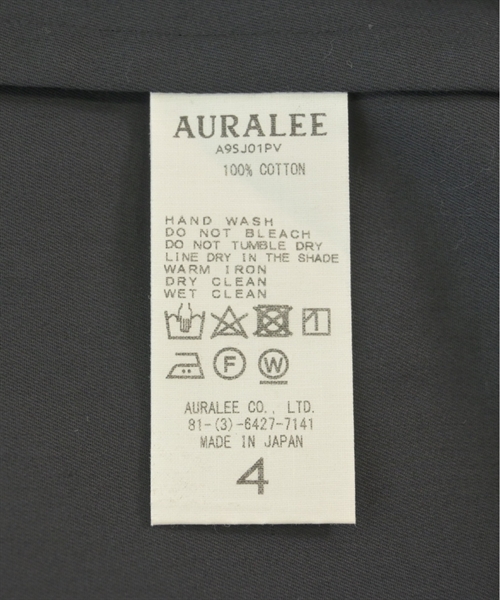 AURALEE
A9SJ01PV
100% COTTON
HAND WASH
DO NOT BLEACH
DO NOT TUMBLE DRY
LINE DRY IN THE SHADE
WARM IRON
DRY CLEAN
WET CLEAN
F W
AURALEE CO., LTD.
81-(3)-6427-7141
MADE IN JAPAN
4